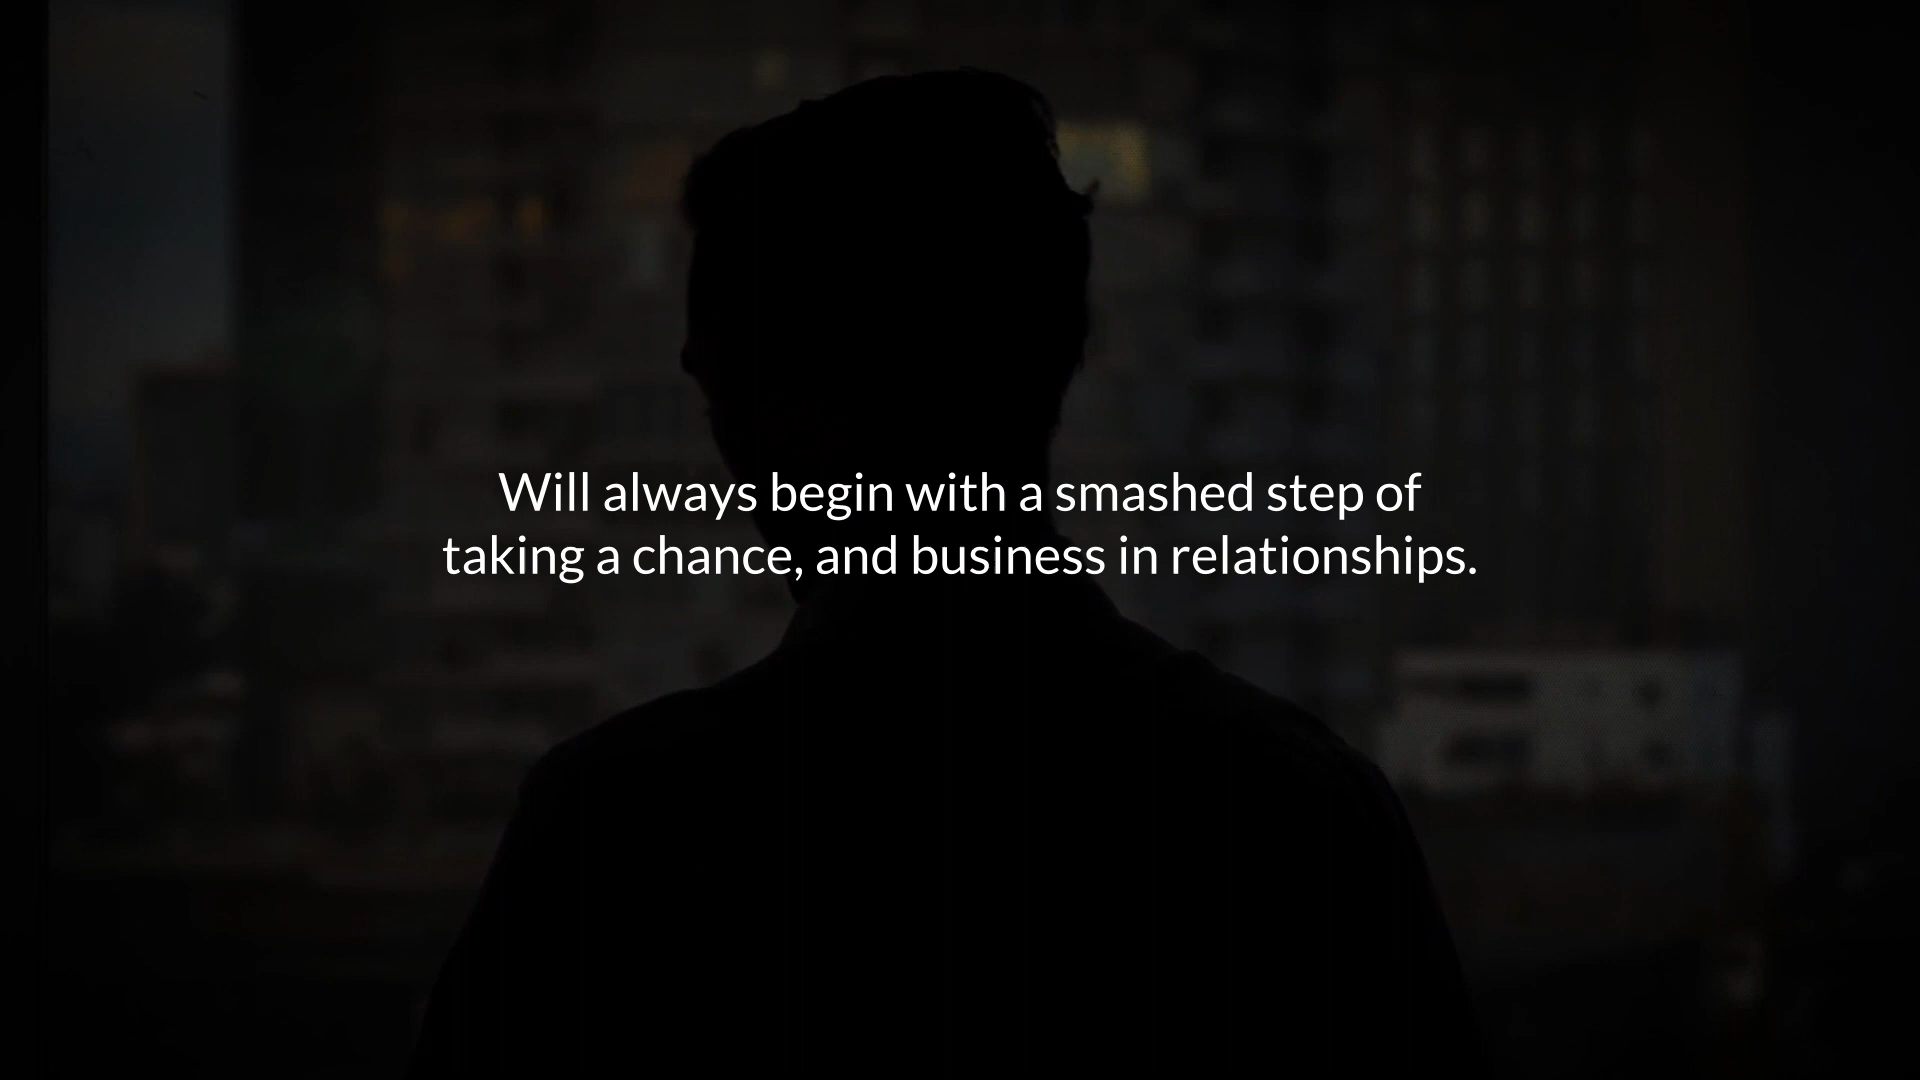 Will always begin with a smashed step of
taking a chance, and business in relationships.